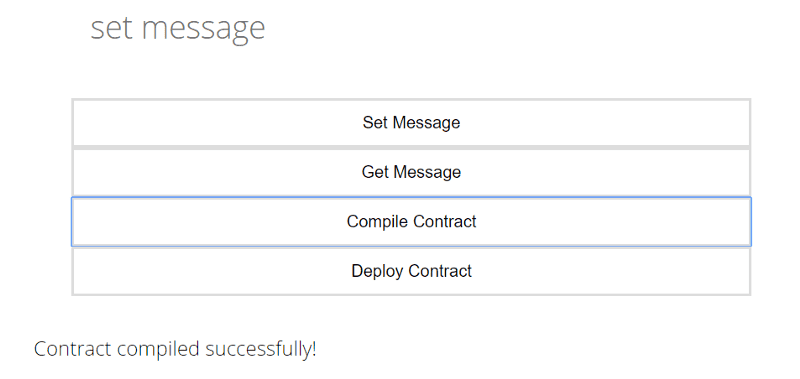 set message
Set Message
Get Message
Compile Contract
Deploy Contract
Contract compiled successfully!